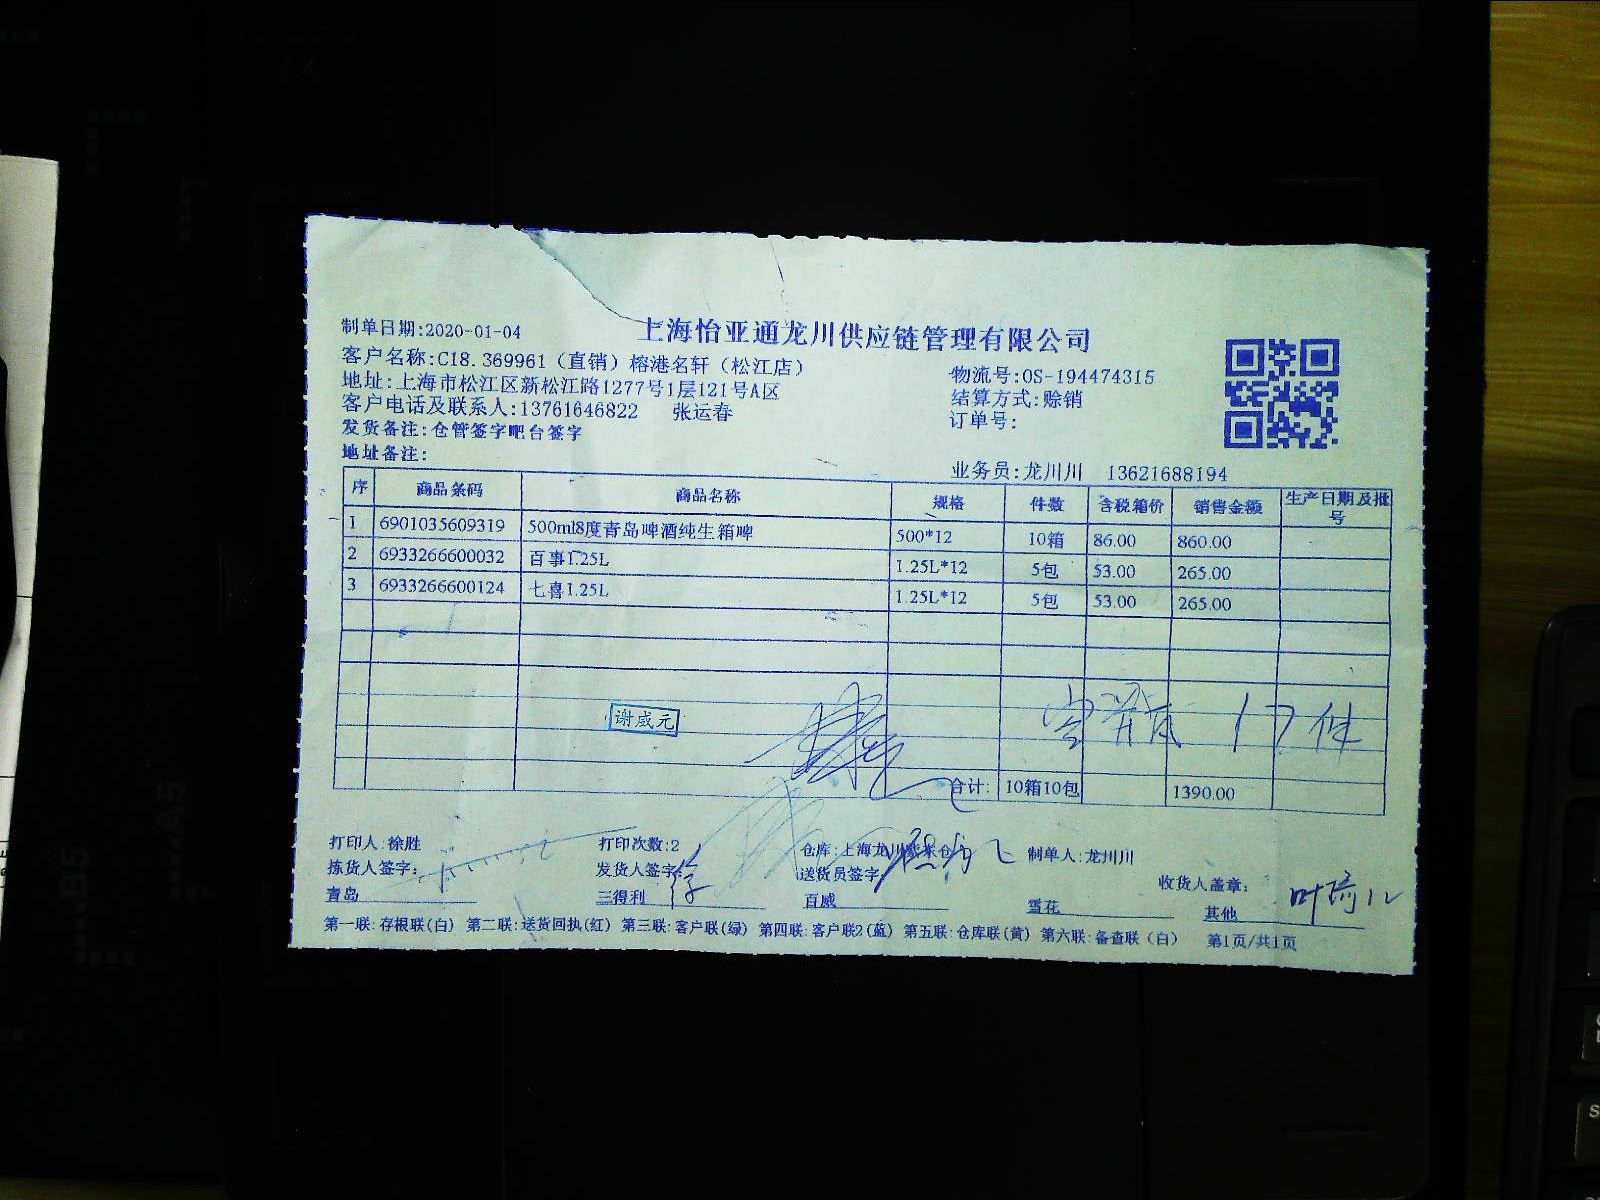 上海怡亚通龙川供应链管理有限公司
制单日期:2020-01-04
客户名称:C18.369961（直销）榕港名轩（松江店）
地址:上海市松江区新松江路1277号1层121号A区
物流号:OS-194474315
客户电话及联系人:13761646822 张运春
结算方式:赊销
发货备注:仓管签字吧台签字
订单号:
地址备注:
业务员:龙川川 13621688194
序 商品条码 商品名称 规格 件数 含税箱价 销售金额 生产日期及批号
1 6901035609319 500ml8度青岛啤酒纯生箱啤 500*12 10箱 86.00 860.00
2 6933266600032 百事1.25L 1.25L*12 5包 53.00 265.00
3 6933266600124 七喜1.25L 1.25L*12 5包 53.00 265.00
谢威元
17件
合计: 10箱10包 1390.00
打印人:徐胜 打印次数:2 仓库:上海龙川 制单人:龙川川
拣货人签字: 发货人签字: 送货员签字: 收货人盖章:
青岛 三得利 百威 雪花 其他
第一联:存根联(白) 第二联:送货回执(红) 第三联:客户联(绿) 第四联:客户联2(蓝) 第五联:仓库联(黄) 第六联:备查联（白） 第1页/共1页
A5
B5